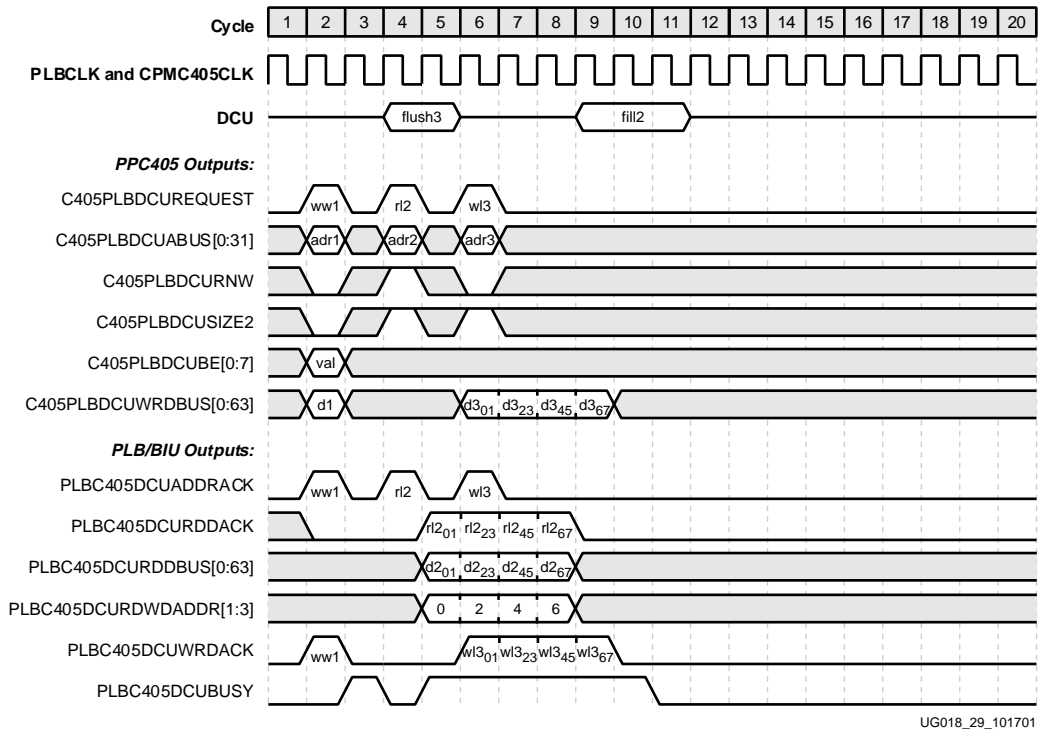 Cycle 1 2 3 4 5 6 7 8 9 10 11 12 13 14 15 16 17 18 19 20
PLBCLK and CPMC405CLK
DCU flush3 fill2
PPC405 Outputs:
C405PLBDCUREQUEST ww1 rl2 wl3
C405PLBDCUABUS[0:31] adr1 adr2 adr3
C405PLBDCURNW
C405PLBDCUSIZE2
C405PLBDCUBE[0:7] val
C405PLBDCUWRDBUS[0:63] d1 d301 d323 d345 d367
PLB/BIU Outputs:
PLBC405DCUADDRACK ww1 rl2 wl3
PLBC405DCURDDACK rl201 rl223 rl245 rl267
PLBC405DCURDDBUS[0:63] d201 d223 d245 d267
PLBC405DCURDWDADDR[1:3] 0 2 4 6
PLBC405DCUWRDACK ww1 wl301 wl323 wl345 wl367
PLBC405DCUBUSY
UG018_29_101701